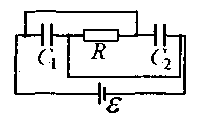 C₁ R C₂
ℰ